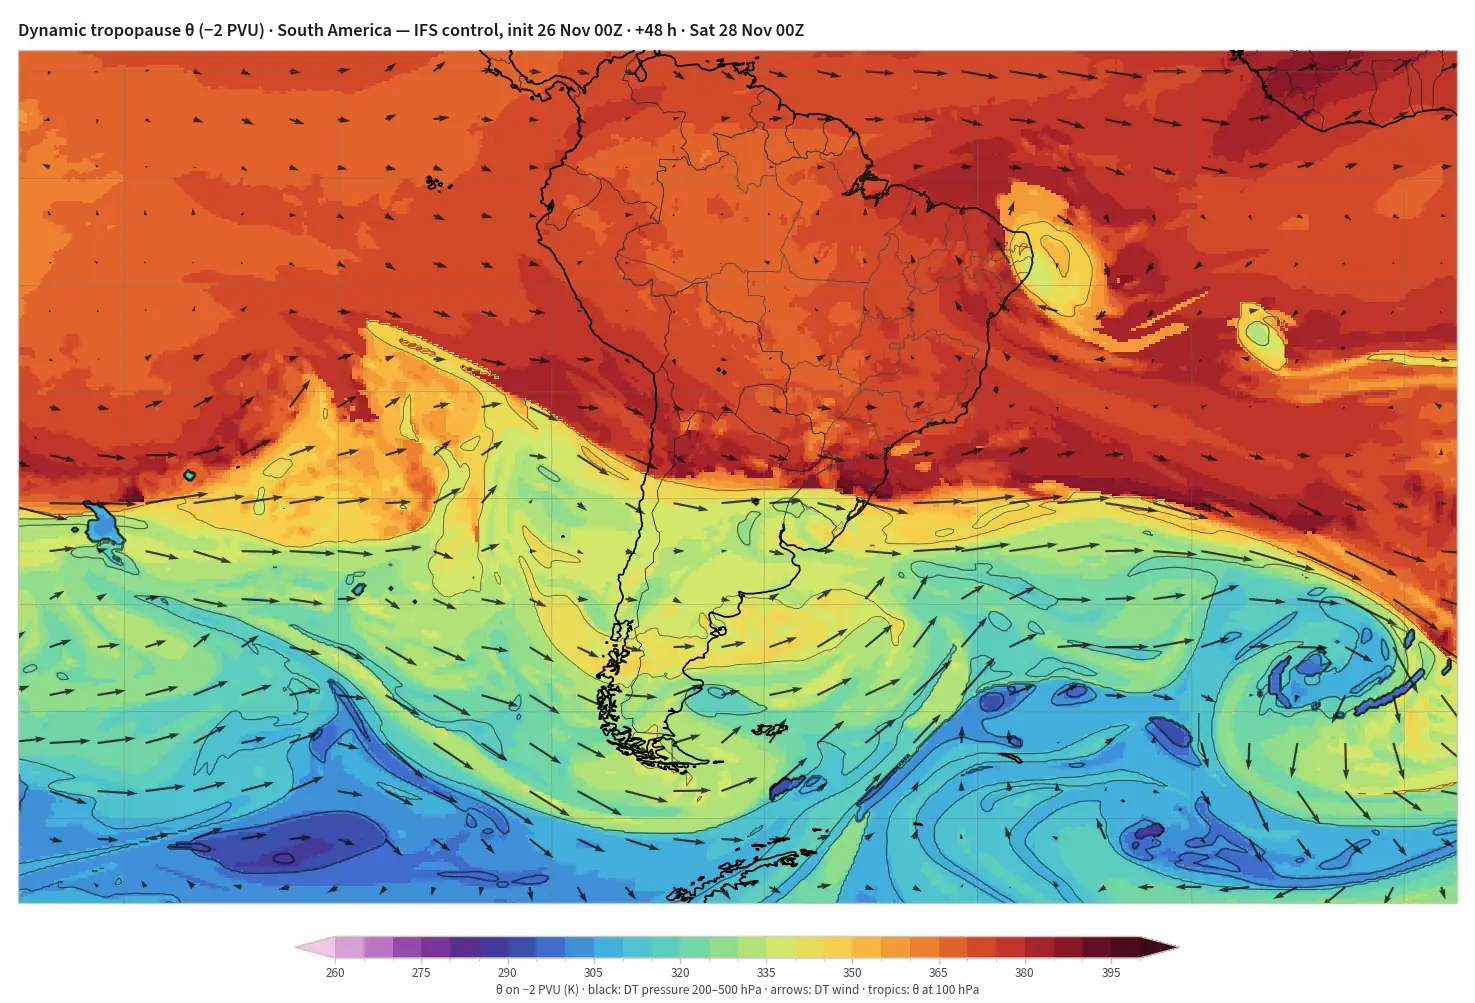 Dynamic tropopause θ (−2 PVU) · South America — IFS control, init 26 Nov 00Z · +48 h · Sat 28 Nov 00Z
260 275 290 305 320 335 350 365 380 395
θ on −2 PVU (K) · black: DT pressure 200–500 hPa · arrows: DT wind · tropics: θ at 100 hPa